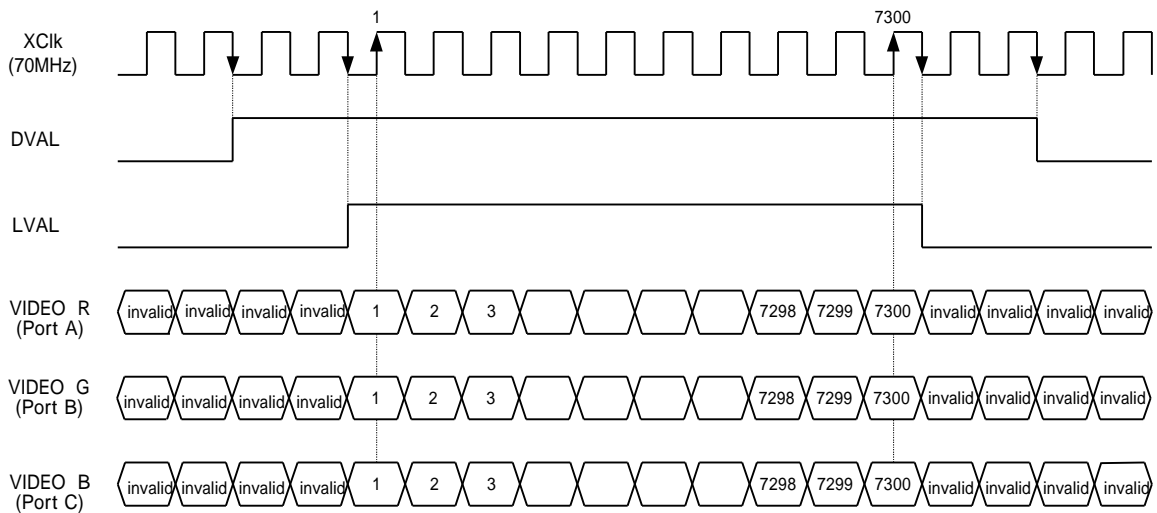 1 7300
XClk
(70MHz)
DVAL
LVAL
VIDEO R
(Port A)
invalid invalid invalid invalid 1 2 3 7298 7299 7300 invalid invalid invalid invalid
VIDEO G
(Port B)
invalid invalid invalid invalid 1 2 3 7298 7299 7300 invalid invalid invalid invalid
VIDEO B
(Port C)
invalid invalid invalid invalid 1 2 3 7298 7299 7300 invalid invalid invalid invalid